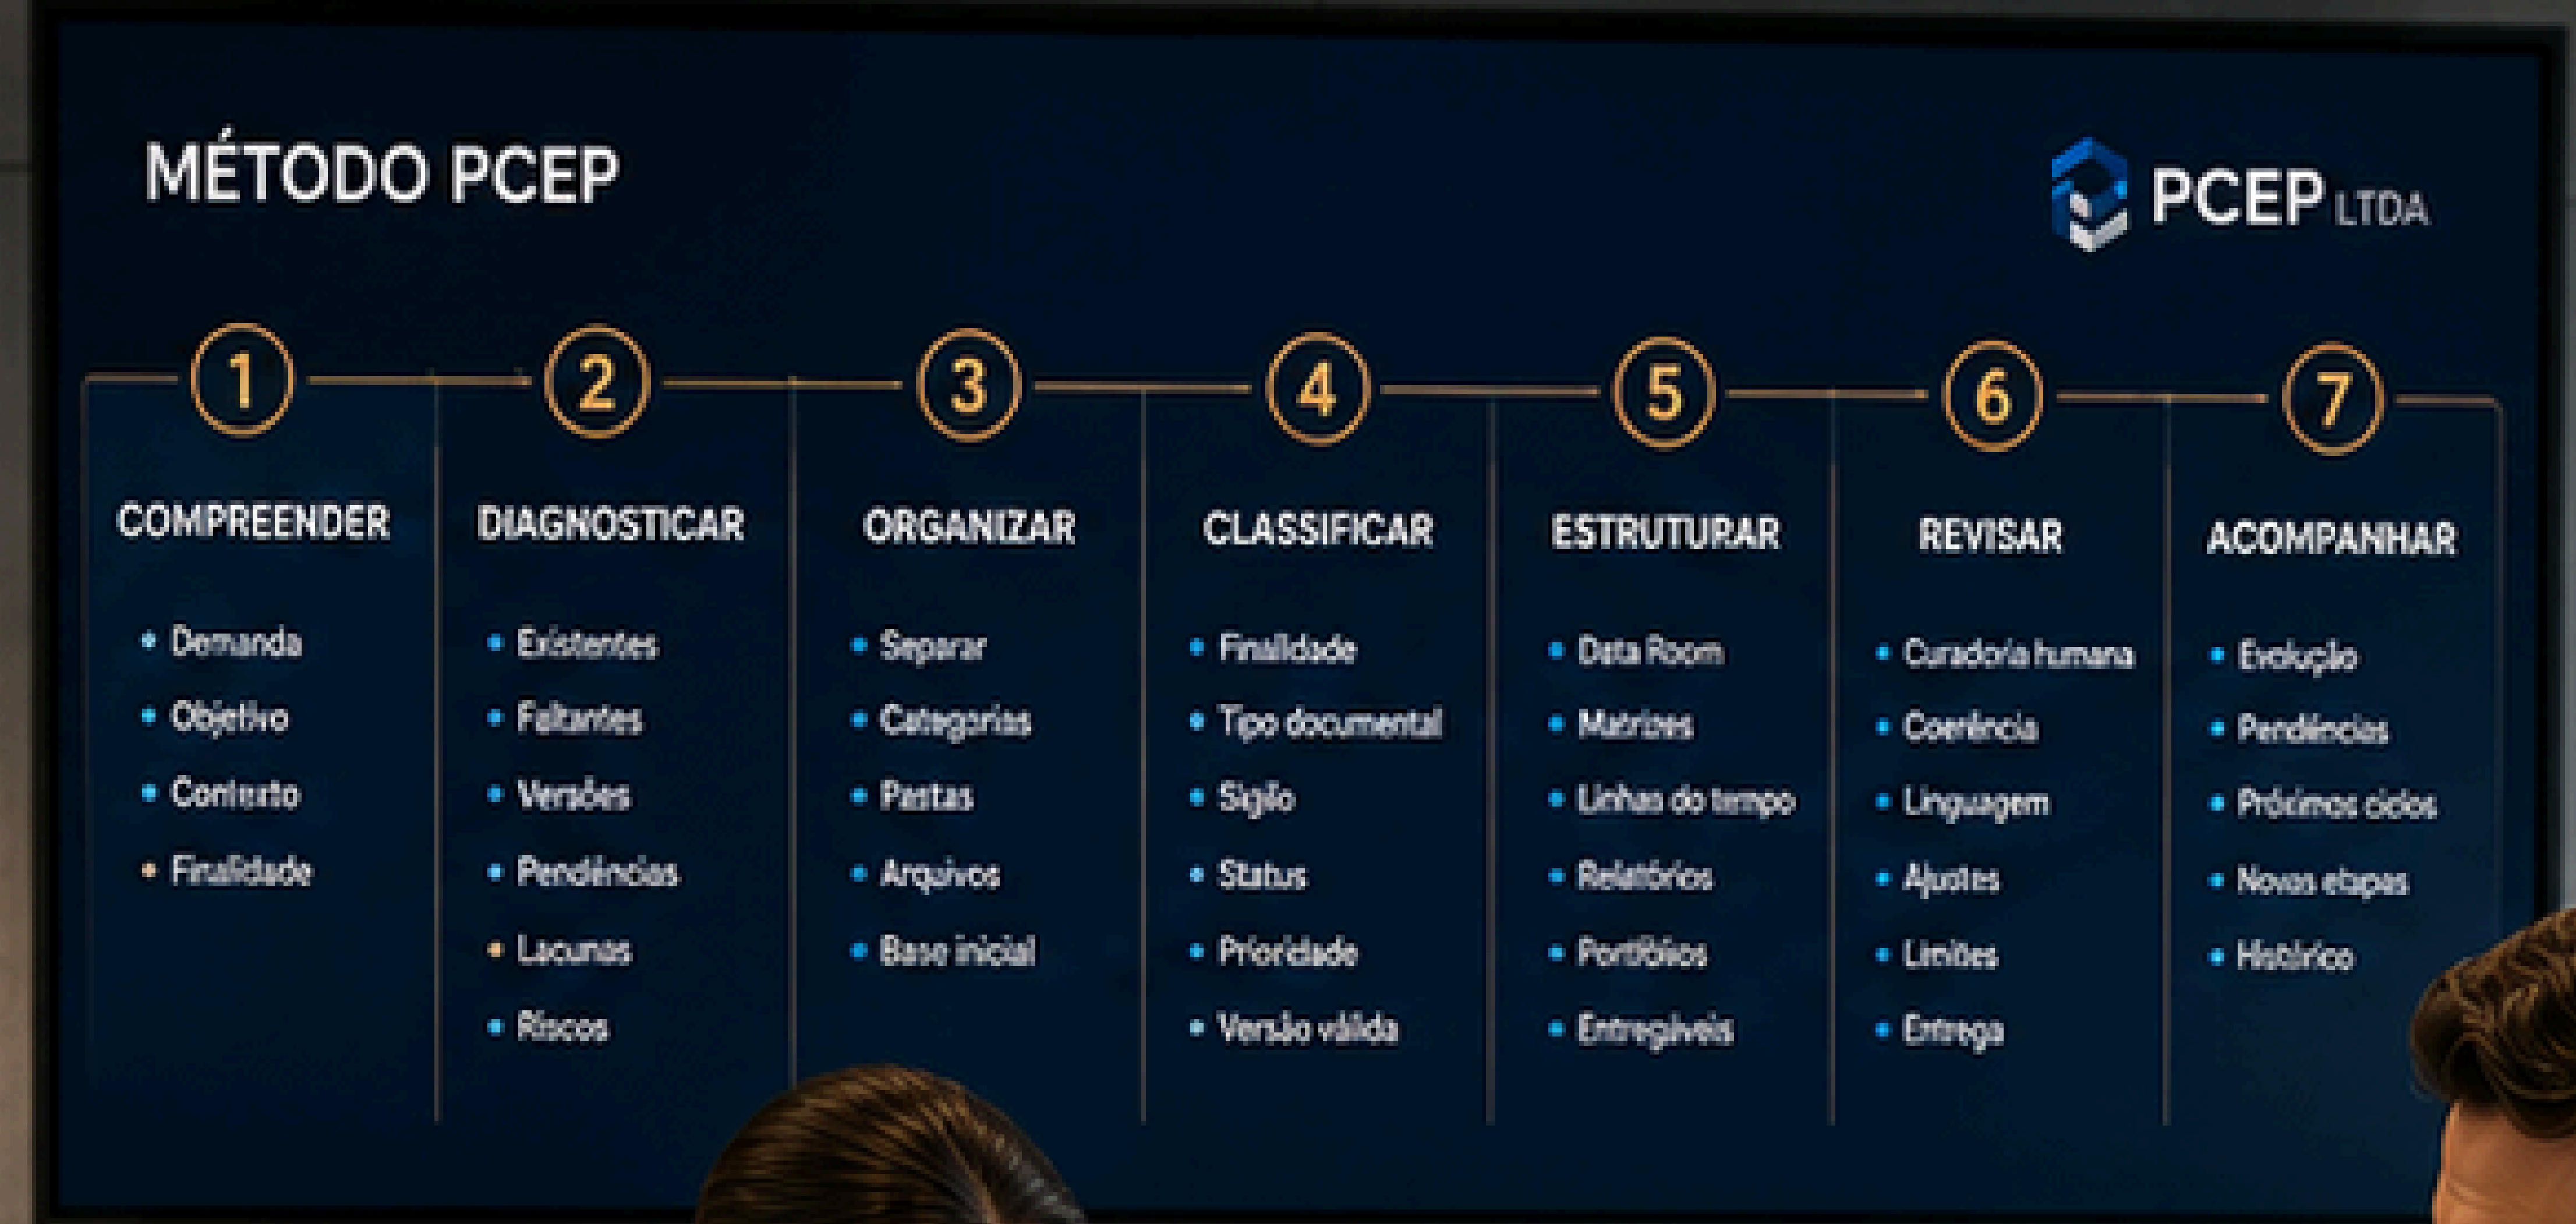 MÉTODO PCEP
PCEP LTDA
1
COMPREENDER
• Demanda
• Objetivo
• Contexto
• Finalidade
2
DIAGNOSTICAR
• Existentes
• Faltantes
• Versões
• Pendências
• Lacunas
• Riscos
3
ORGANIZAR
• Separar
• Categorias
• Pastas
• Arquivos
• Base inicial
4
CLASSIFICAR
• Finalidade
• Tipo documental
• Sigilo
• Status
• Prioridade
• Versão válida
5
ESTRUTURAR
• Data Room
• Matrizes
• Linhas do tempo
• Relatórios
• Portfólios
• Entregáveis
6
REVISAR
• Curadoria humana
• Coerência
• Linguagem
• Ajustes
• Limites
• Entrega
7
ACOMPANHAR
• Evolução
• Pendências
• Próximos ciclos
• Novas etapas
• Histórico